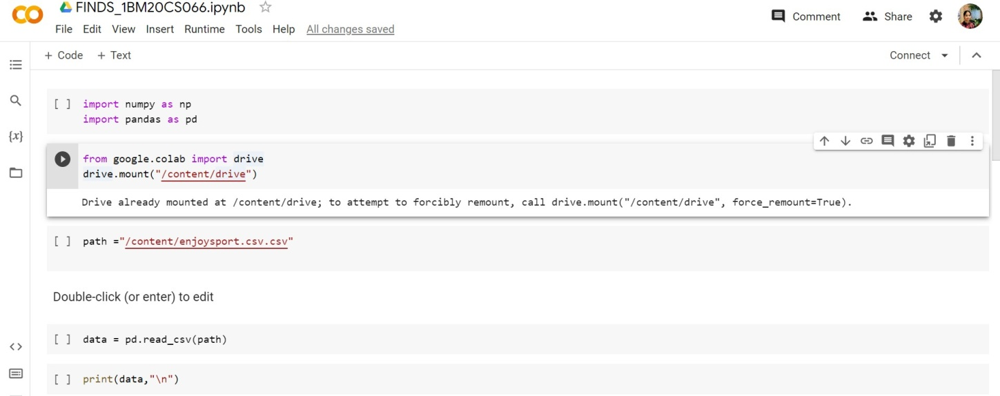 FINDS_1BM20CS066.ipynb
File Edit View Insert Runtime Tools Help All changes saved
Comment Share
+ Code + Text
Connect
[ ] import numpy as np
import pandas as pd
{x}
from google.colab import drive
drive.mount("/content/drive")
Drive already mounted at /content/drive; to attempt to forcibly remount, call drive.mount("/content/drive", force_remount=True).
[ ] path ="/content/enjoysport.csv.csv"
Double-click (or enter) to edit
[ ] data = pd.read_csv(path)
[ ] print(data,"\n")